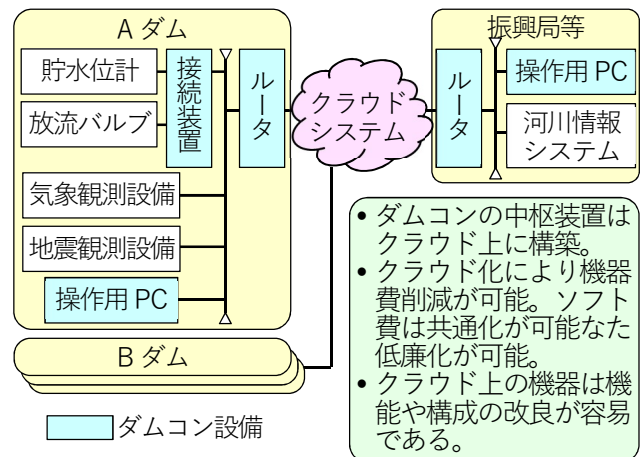 Aダム
貯水位計
放流バルブ
接続装置
ルータ
気象観測設備
地震観測設備
操作用PC
Bダム
ダムコン設備
クラウド
システム
振興局等
ルータ
操作用PC
河川情報
システム
• ダムコンの中枢装置は
クラウド上に構築。
• クラウド化により機器
費削減が可能。ソフト
費は共通化が可能なた
低廉化が可能。
• クラウド上の機器は機
能や構成の改良が容易
である。